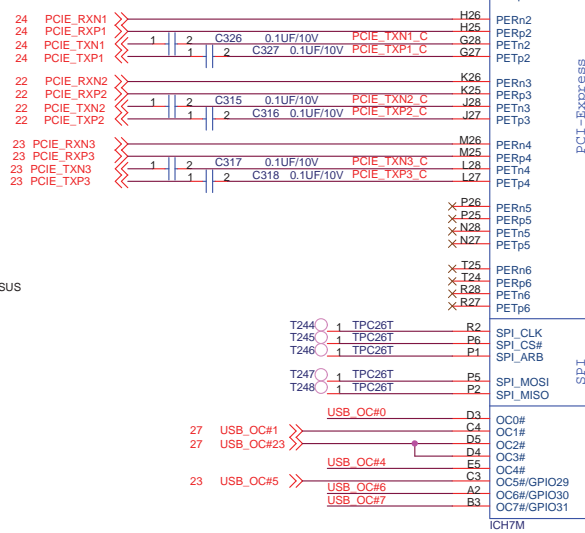 24 PCIE_RXN1 H26 PERn2
24 PCIE_RXP1 H25 PERp2
24 PCIE_TXN1 1 2 C326 0.1UF/10V PCIE_TXN1_C G28 PETn2
24 PCIE_TXP1 1 2 C327 0.1UF/10V PCIE_TXP1_C G27 PETp2
PCI-Express
22 PCIE_RXN2 K26 PERn3
22 PCIE_RXP2 K25 PERp3
22 PCIE_TXN2 1 2 C315 0.1UF/10V PCIE_TXN2_C J28 PETn3
22 PCIE_TXP2 1 2 C316 0.1UF/10V PCIE_TXP2_C J27 PETp3
23 PCIE_RXN3 M26 PERn4
23 PCIE_RXP3 M25 PERp4
23 PCIE_TXN3 1 2 C317 0.1UF/10V PCIE_TXN3_C L28 PETn4
23 PCIE_TXP3 1 2 C318 0.1UF/10V PCIE_TXP3_C L27 PETp4
P26 PERn5
P25 PERp5
N28 PETn5
N27 PETp5
T25 PERn6
T24 PERp6
R28 PETn6
R27 PETp6
SUS
T244 1 TPC26T R2 SPI_CLK
T245 1 TPC26T P6 SPI_CS#
T246 1 TPC26T P1 SPI_ARB
SPI
T247 1 TPC26T P5 SPI_MOSI
T248 1 TPC26T P2 SPI_MISO
USB_OC#0 D3 OC0#
27 USB_OC#1 C4 OC1#
27 USB_OC#23 D5 OC2#
D4 OC3#
USB_OC#4 E5 OC4#
23 USB_OC#5 C3 OC5#/GPIO29
USB_OC#6 A2 OC6#/GPIO30
USB_OC#7 B3 OC7#/GPIO31
ICH7M